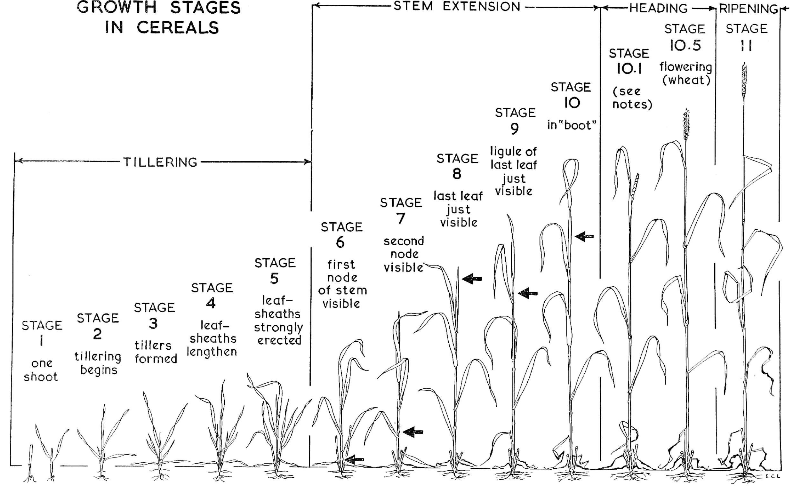 GROWTH STAGES
IN CEREALS
TILLERING
STEM EXTENSION
HEADING
RIPENING
STAGE
1
one
shoot
STAGE
2
tillering
begins
STAGE
3
tillers
formed
STAGE
4
leaf-
sheaths
lengthen
STAGE
5
leaf-
sheaths
strongly
erected
STAGE
6
first
node
of stem
visible
STAGE
7
second
node
visible
STAGE
8
last leaf
just
visible
STAGE
9
ligule of
last leaf
just
visible
STAGE
10
in "boot"
STAGE
10.1
(see
notes)
STAGE
10.5
flowering
(wheat)
STAGE
11
E.C.L.